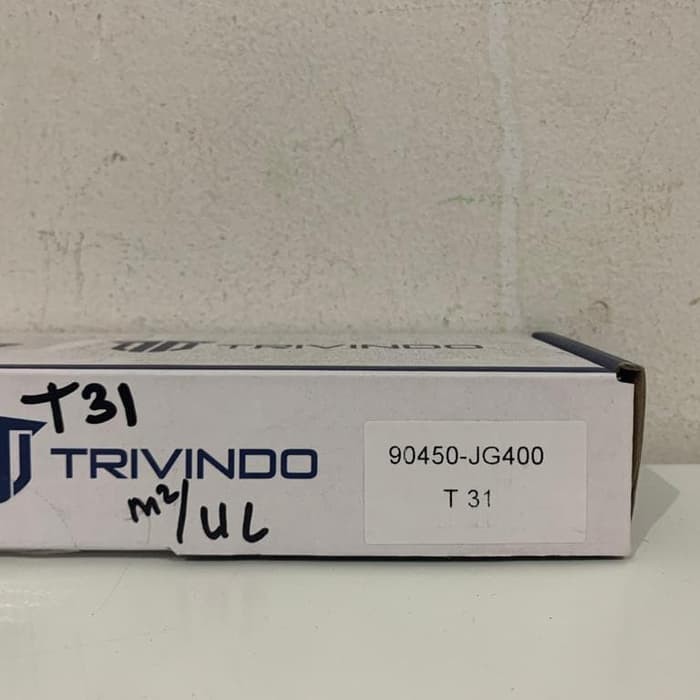 TRIVINDO
T31
TRIVINDO
m²/UL
90450-JG400
T 31